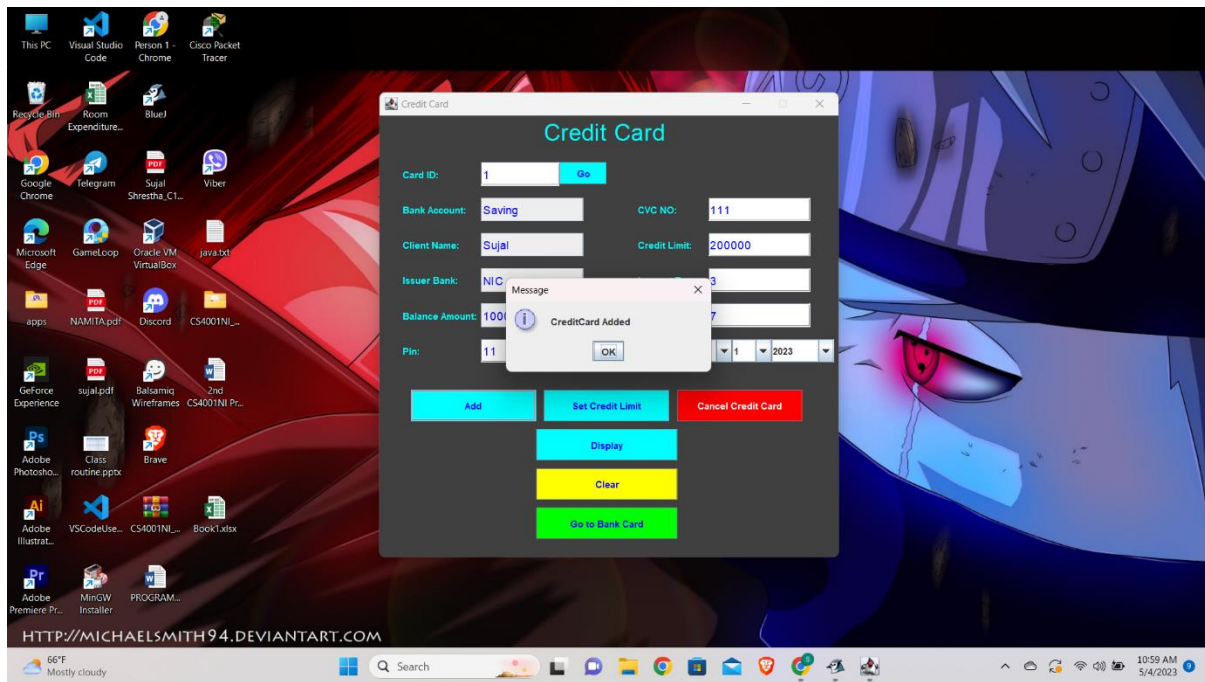 This PC
Visual Studio
Code
Person 1 -
Chrome
Cisco Packet
Tracer
Recycle Bin
Room
Expenditure...
BlueJ
Google
Chrome
Telegram
Sujal
Shrestha_C1...
Viber
Microsoft
Edge
GameLoop
Oracle VM
VirtualBox
java.txt
apps
NAMITA.pdf
Discord
CS4001NI_...
GeForce
Experience
sujal.pdf
Balsamiq
Wireframes
2nd
CS4001NI Pr...
Adobe
Photosho...
Class
routine.pptx
Brave
Adobe
Illustrat...
VSCodeUse...
CS4001NI_...
Book1.xlsx
Adobe
Premiere Pr...
MinGW
Installer
PROGRAM...
HTTP://MICHAELSMITH94.DEVIANTART.COM
Credit Card
Credit Card
Card ID: 1 Go
Bank Account: Saving CVC NO: 111
Client Name: Sujal Credit Limit: 200000
Issuer Bank: NIC 3
Balance Amount: 7
Pin: 11 1 2023
Message
CreditCard Added
OK
Add Set Credit Limit Cancel Credit Card
Display
Clear
Go to Bank Card
66°F
Mostly cloudy
Search
10:59 AM
5/4/2023